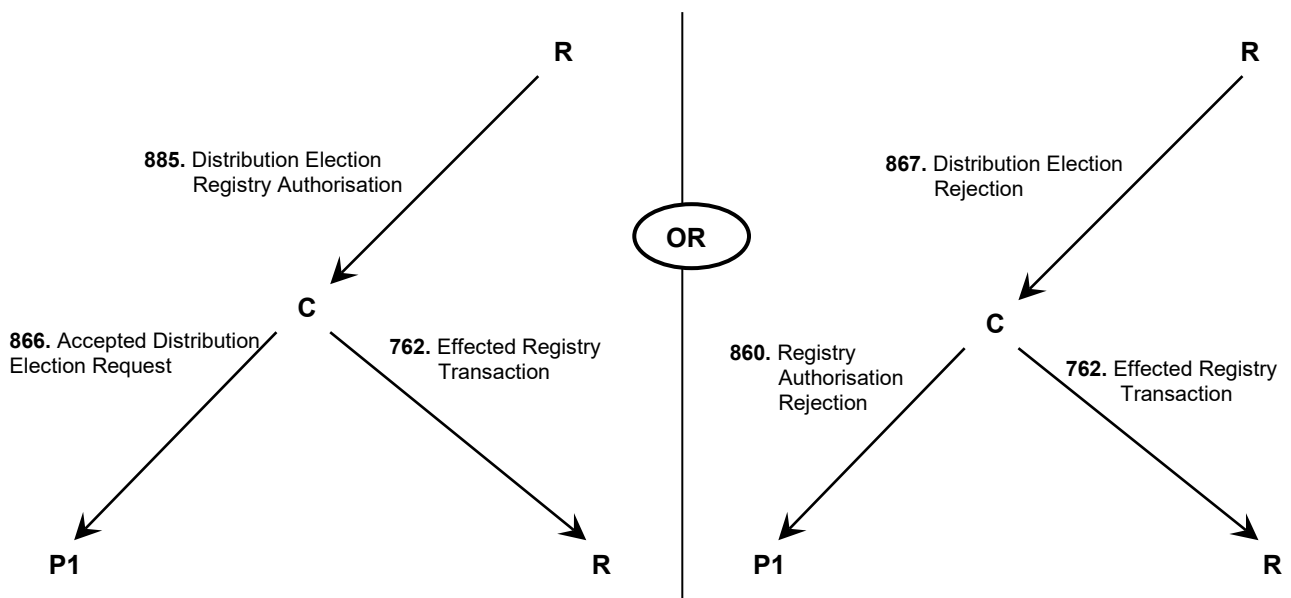 R
885. Distribution Election
Registry Authorisation
C
866. Accepted Distribution
Election Request
762. Effected Registry
Transaction
P1
R
OR
R
867. Distribution Election
Rejection
C
860. Registry
Authorisation
Rejection
762. Effected Registry
Transaction
P1
R